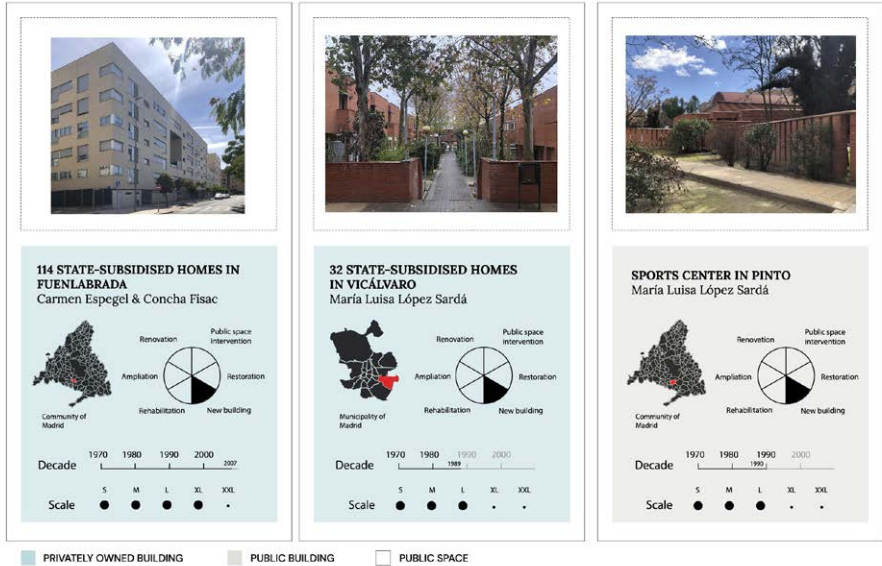 114 STATE-SUBSIDISED HOMES IN
FUENLABRADA
Carmen Espegel & Concha Fisac
Renovation
Public space
intervention
Ampliation
Restoration
Rehabilitation
New building
Community of
Madrid
1970 1980 1990 2000
Decade
2007
S M L XL XXL
Scale
32 STATE-SUBSIDISED HOMES
IN VICÁLVARO
María Luisa López Sardá
Renovation
Public space
intervention
Ampliation
Restoration
Rehabilitation
New building
Municipality of
Madrid
1970 1980 1990 2000
Decade
1989
S M L XL XXL
Scale
SPORTS CENTER IN PINTO
María Luisa López Sardá
Renovation
Public space
intervention
Ampliation
Restoration
Rehabilitation
New building
Community of
Madrid
1970 1980 1990 2000
Decade
1990
S M L XL XXL
Scale
PRIVATELY OWNED BUILDING PUBLIC BUILDING PUBLIC SPACE